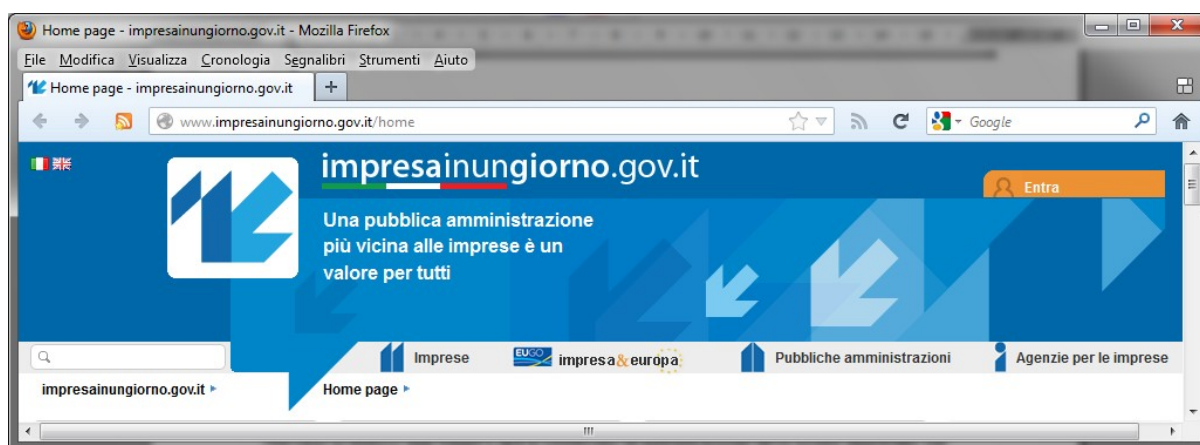 Home page - impresainungiorno.gov.it - Mozilla Firefox
File Modifica Visualizza Cronologia Segnalibri Strumenti Aiuto
Home page - impresainungiorno.gov.it +
www.impresainungiorno.gov.it/home Google
impresainungiorno.gov.it
Entra
Una pubblica amministrazione
più vicina alle imprese è un
valore per tutti
Imprese EUGO impresa&europa Pubbliche amministrazioni Agenzie per le imprese
impresainungiorno.gov.it Home page